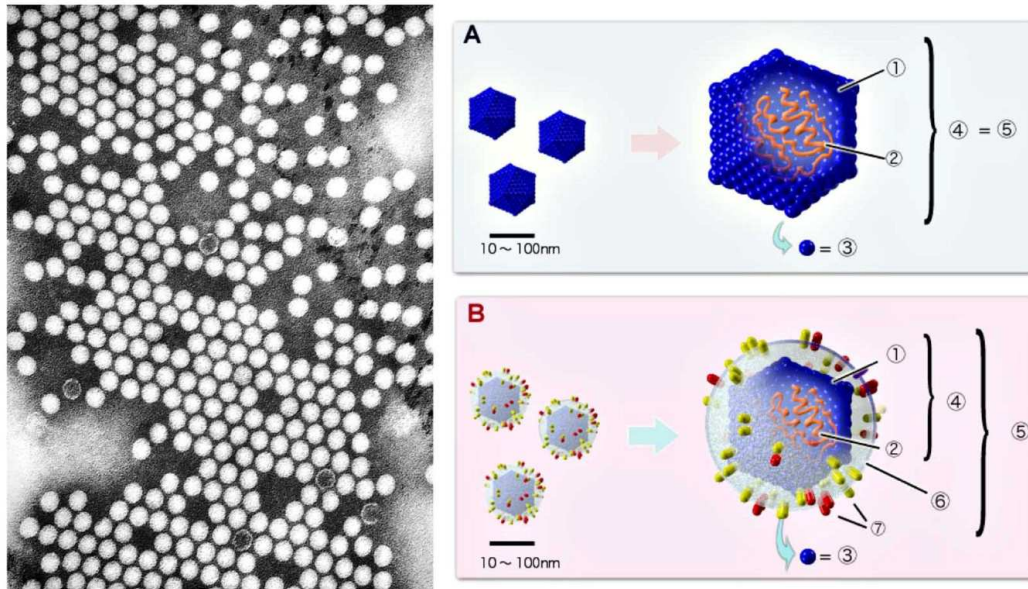 A
①
②
④ = ⑤
= ③
10～100nm
B
①
④
②
⑤
⑥
⑦
= ③
10～100nm